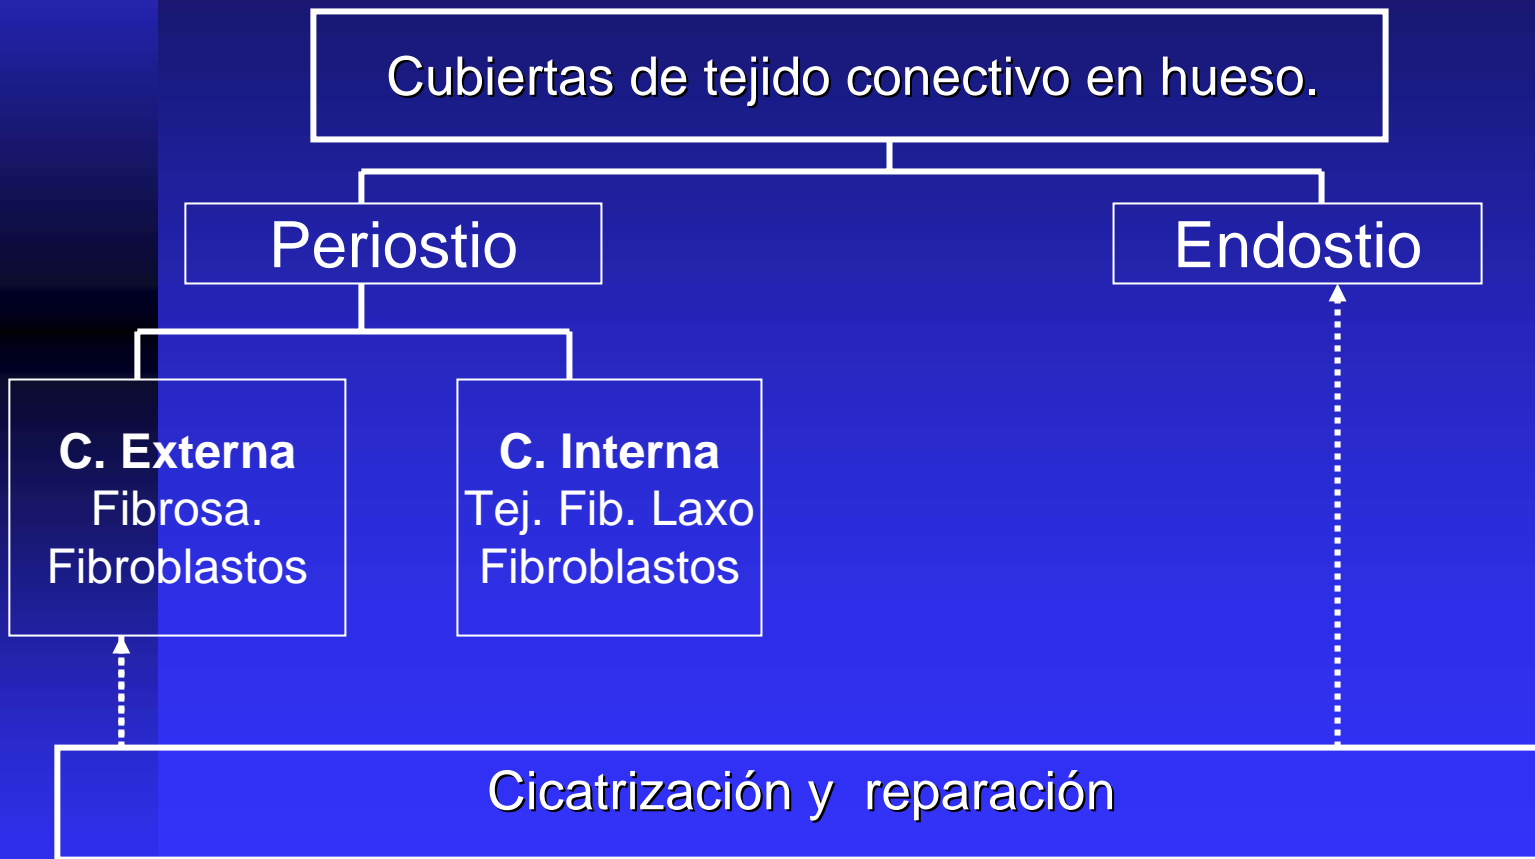 Cubiertas de tejido conectivo en hueso.
Periostio
Endostio
C. Externa
Fibrosa.
Fibroblastos
C. Interna
Tej. Fib. Laxo
Fibroblastos
Cicatrización y  reparación